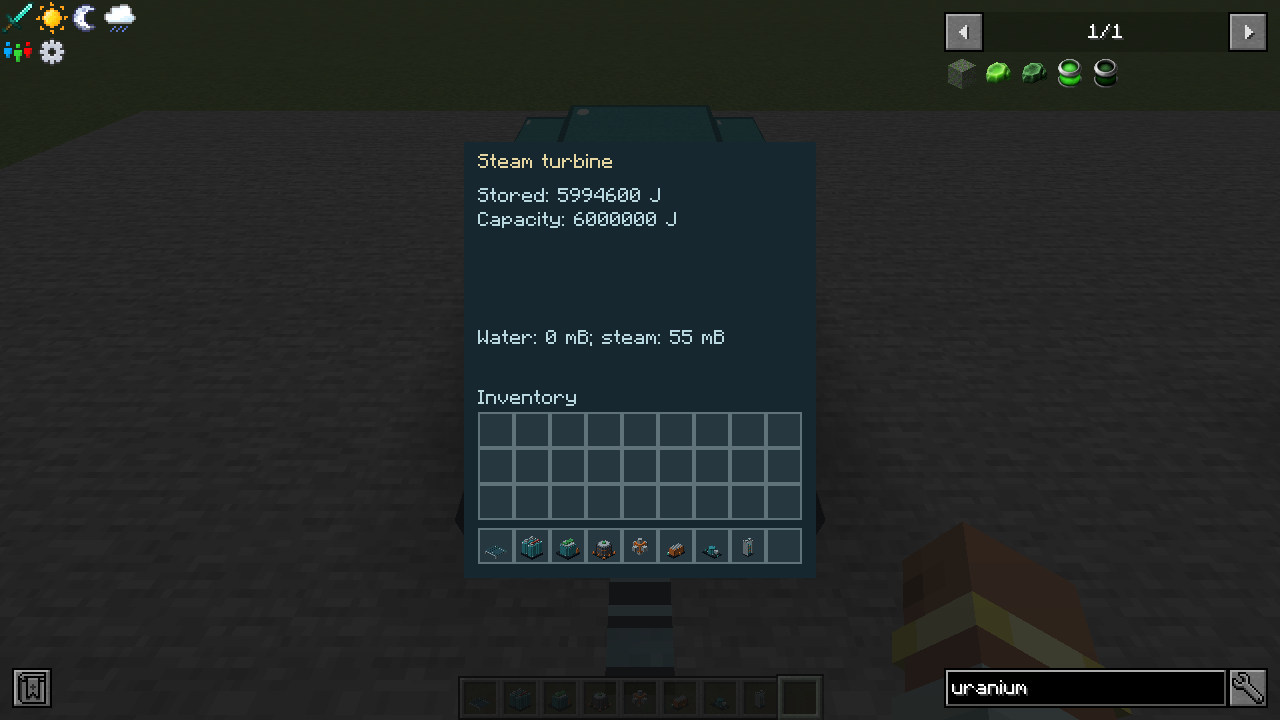 1/1
Steam turbine
Stored: 5994600 J
Capacity: 6000000 J
Water: 0 mB; steam: 55 mB
Inventory
uranium